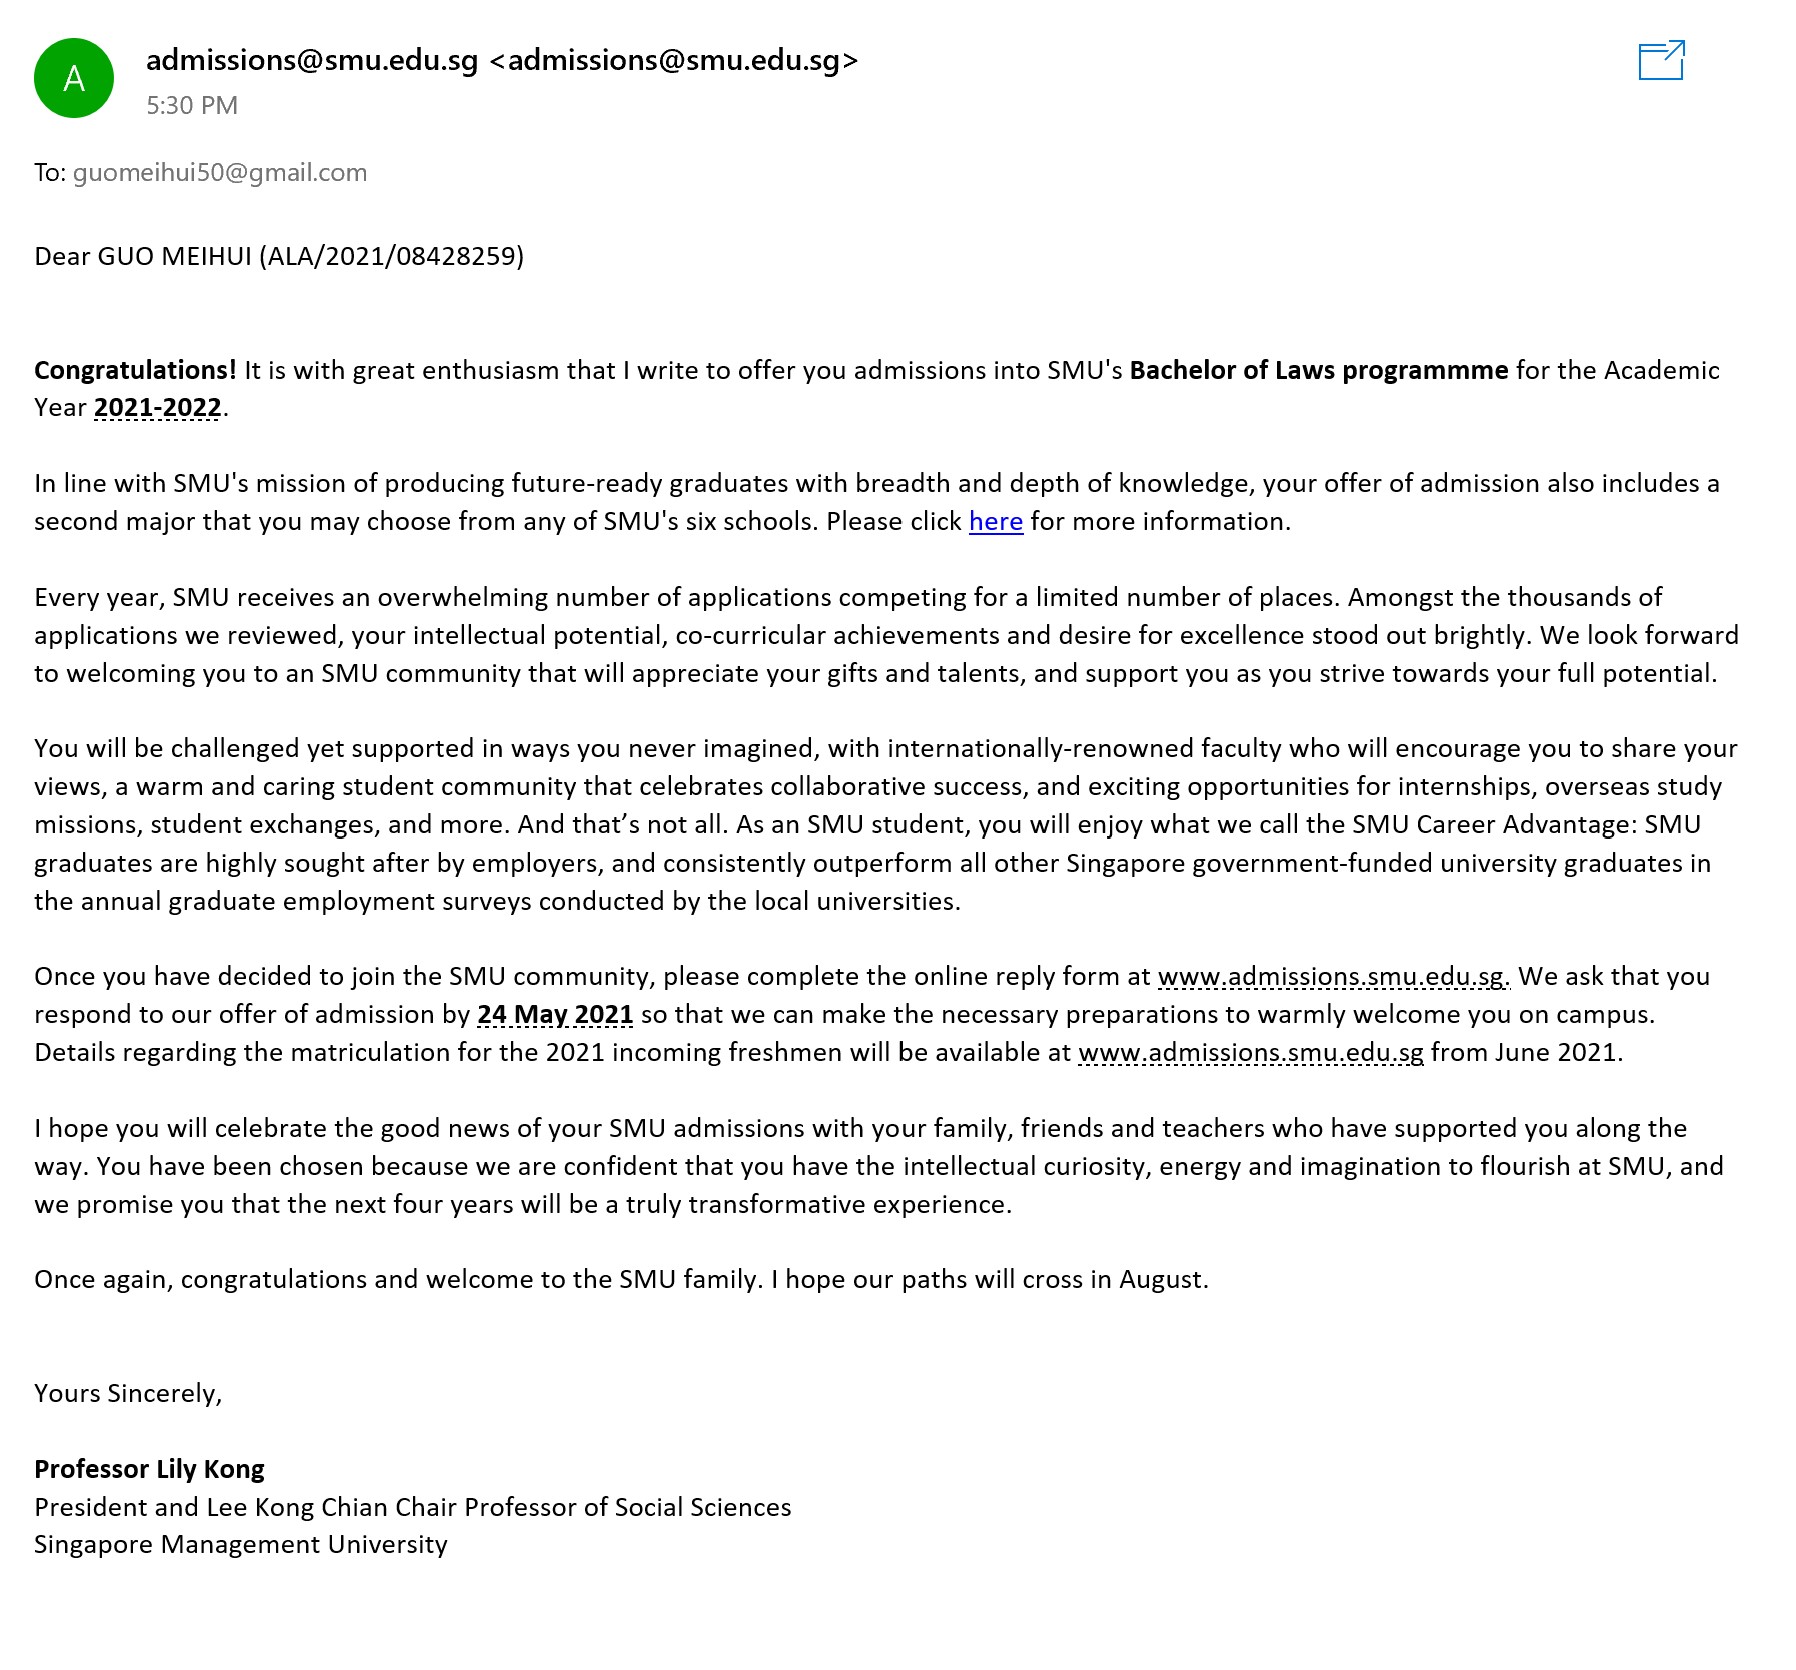 A
admissions@smu.edu.sg <admissions@smu.edu.sg>
5:30 PM
To: guomeihui50@gmail.com
Dear GUO MEIHUI (ALA/2021/08428259)
Congratulations! It is with great enthusiasm that I write to offer you admissions into SMU's Bachelor of Laws programmme for the Academic
Year 2021-2022.
In line with SMU's mission of producing future-ready graduates with breadth and depth of knowledge, your offer of admission also includes a
second major that you may choose from any of SMU's six schools. Please click here for more information.
Every year, SMU receives an overwhelming number of applications competing for a limited number of places. Amongst the thousands of
applications we reviewed, your intellectual potential, co-curricular achievements and desire for excellence stood out brightly. We look forward
to welcoming you to an SMU community that will appreciate your gifts and talents, and support you as you strive towards your full potential.
You will be challenged yet supported in ways you never imagined, with internationally-renowned faculty who will encourage you to share your
views, a warm and caring student community that celebrates collaborative success, and exciting opportunities for internships, overseas study
missions, student exchanges, and more. And that’s not all. As an SMU student, you will enjoy what we call the SMU Career Advantage: SMU
graduates are highly sought after by employers, and consistently outperform all other Singapore government-funded university graduates in
the annual graduate employment surveys conducted by the local universities.
Once you have decided to join the SMU community, please complete the online reply form at www.admissions.smu.edu.sg. We ask that you
respond to our offer of admission by 24 May 2021 so that we can make the necessary preparations to warmly welcome you on campus.
Details regarding the matriculation for the 2021 incoming freshmen will be available at www.admissions.smu.edu.sg from June 2021.
I hope you will celebrate the good news of your SMU admissions with your family, friends and teachers who have supported you along the
way. You have been chosen because we are confident that you have the intellectual curiosity, energy and imagination to flourish at SMU, and
we promise you that the next four years will be a truly transformative experience.
Once again, congratulations and welcome to the SMU family. I hope our paths will cross in August.
Yours Sincerely,
Professor Lily Kong
President and Lee Kong Chian Chair Professor of Social Sciences
Singapore Management University